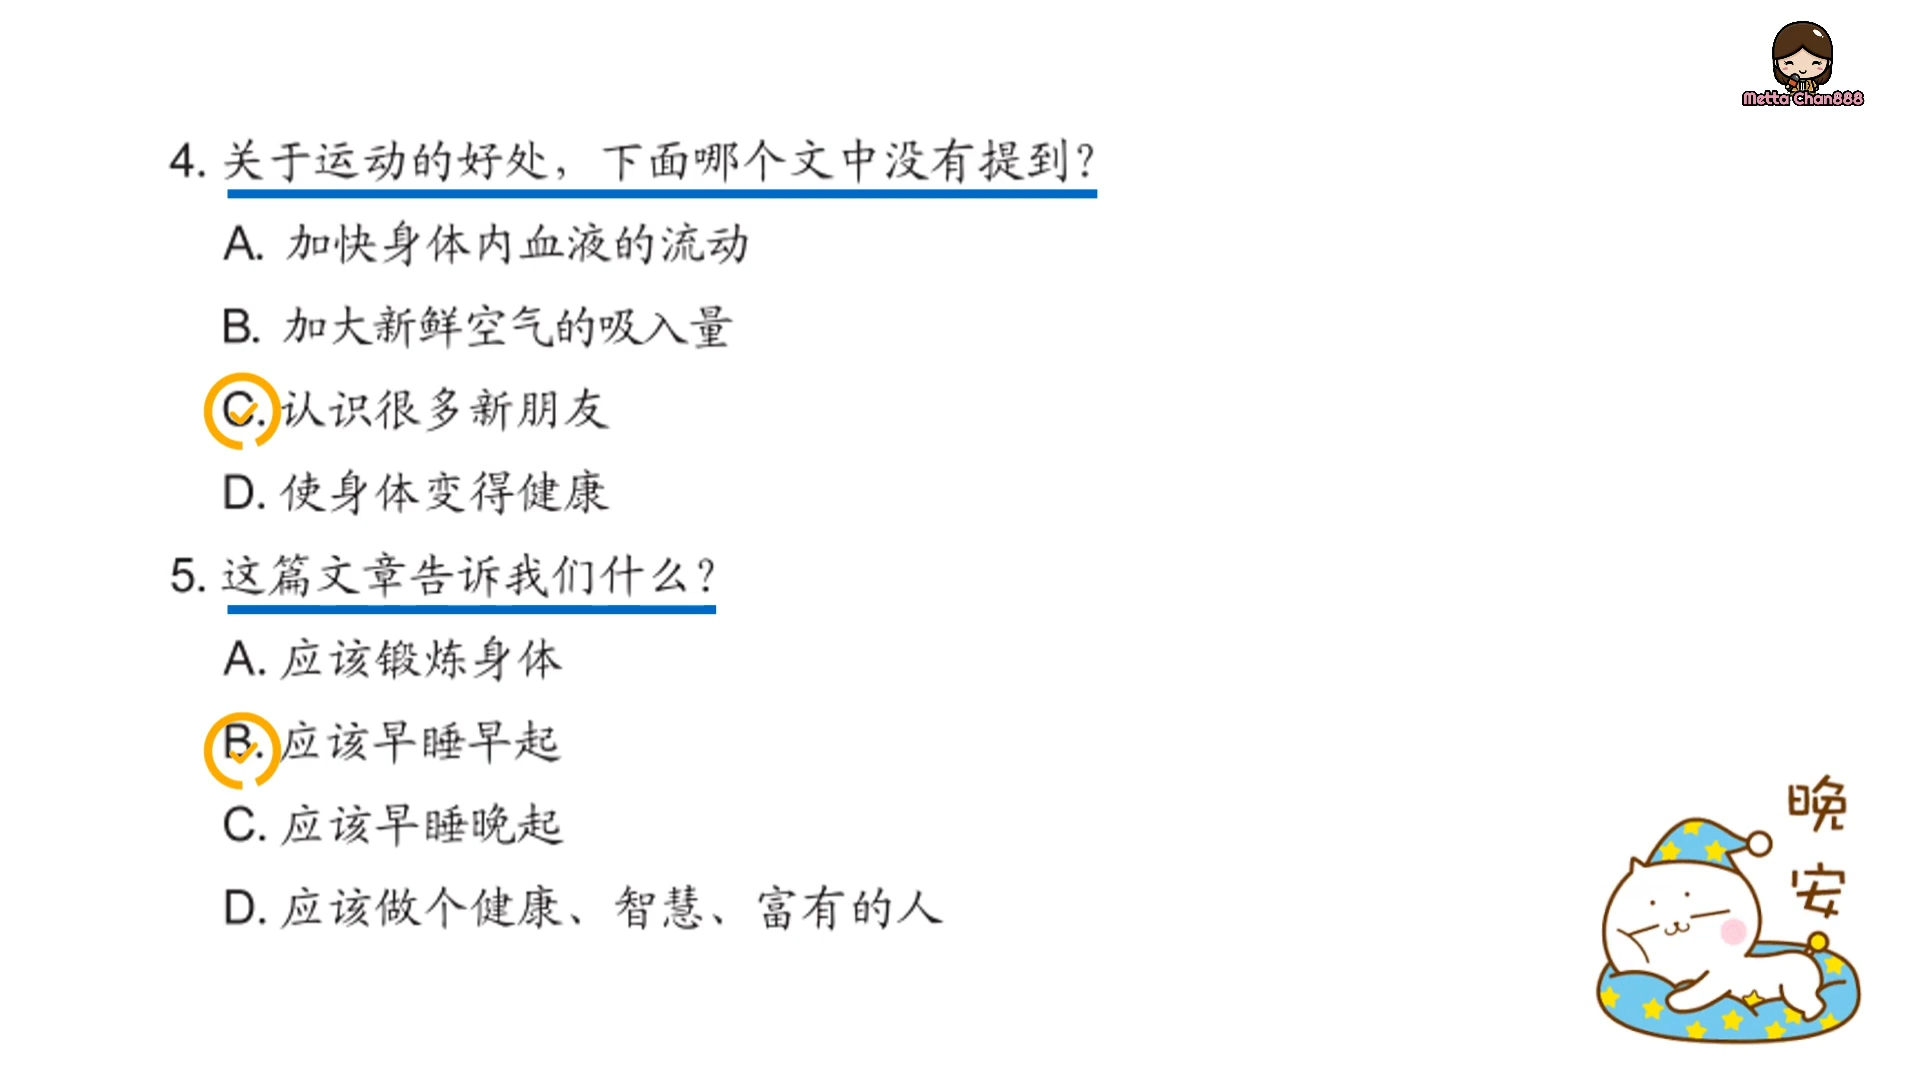 Metta Chan888
4. 关于运动的好处，下面哪个文中没有提到？
A. 加快身体内血液的流动
B. 加大新鲜空气的吸入量
C. 认识很多新朋友
D. 使身体变得健康
5. 这篇文章告诉我们什么？
A. 应该锻炼身体
B. 应该早睡早起
C. 应该早睡晚起
D. 应该做个健康、智慧、富有的人
晚
安